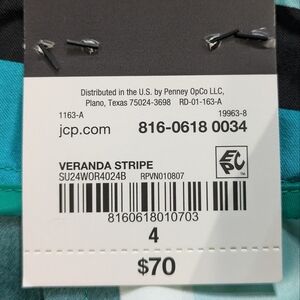 Distributed in the U.S. by Penney OpCo LLC,
Plano, Texas 75024-3698 RD-01-163-A
1163-A 19963-8
jcp.com 816-0618 0034
VERANDA STRIPE
SU24WOR4024B RPVN010807
EPC
8160618010703
4
$70